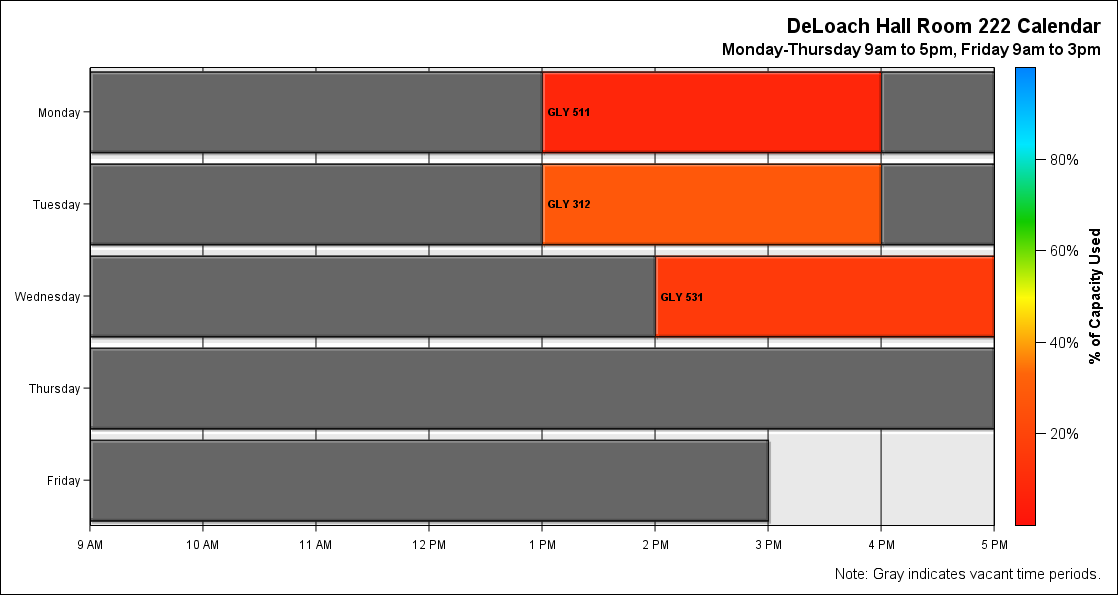 DeLoach Hall Room 222 Calendar
Monday-Thursday 9am to 5pm, Friday 9am to 3pm
Monday
GLY 511
Tuesday
GLY 312
Wednesday
GLY 531
Thursday
Friday
9 AM 10 AM 11 AM 12 PM 1 PM 2 PM 3 PM 4 PM 5 PM
80%
60%
40%
20%
% of Capacity Used
Note: Gray indicates vacant time periods.